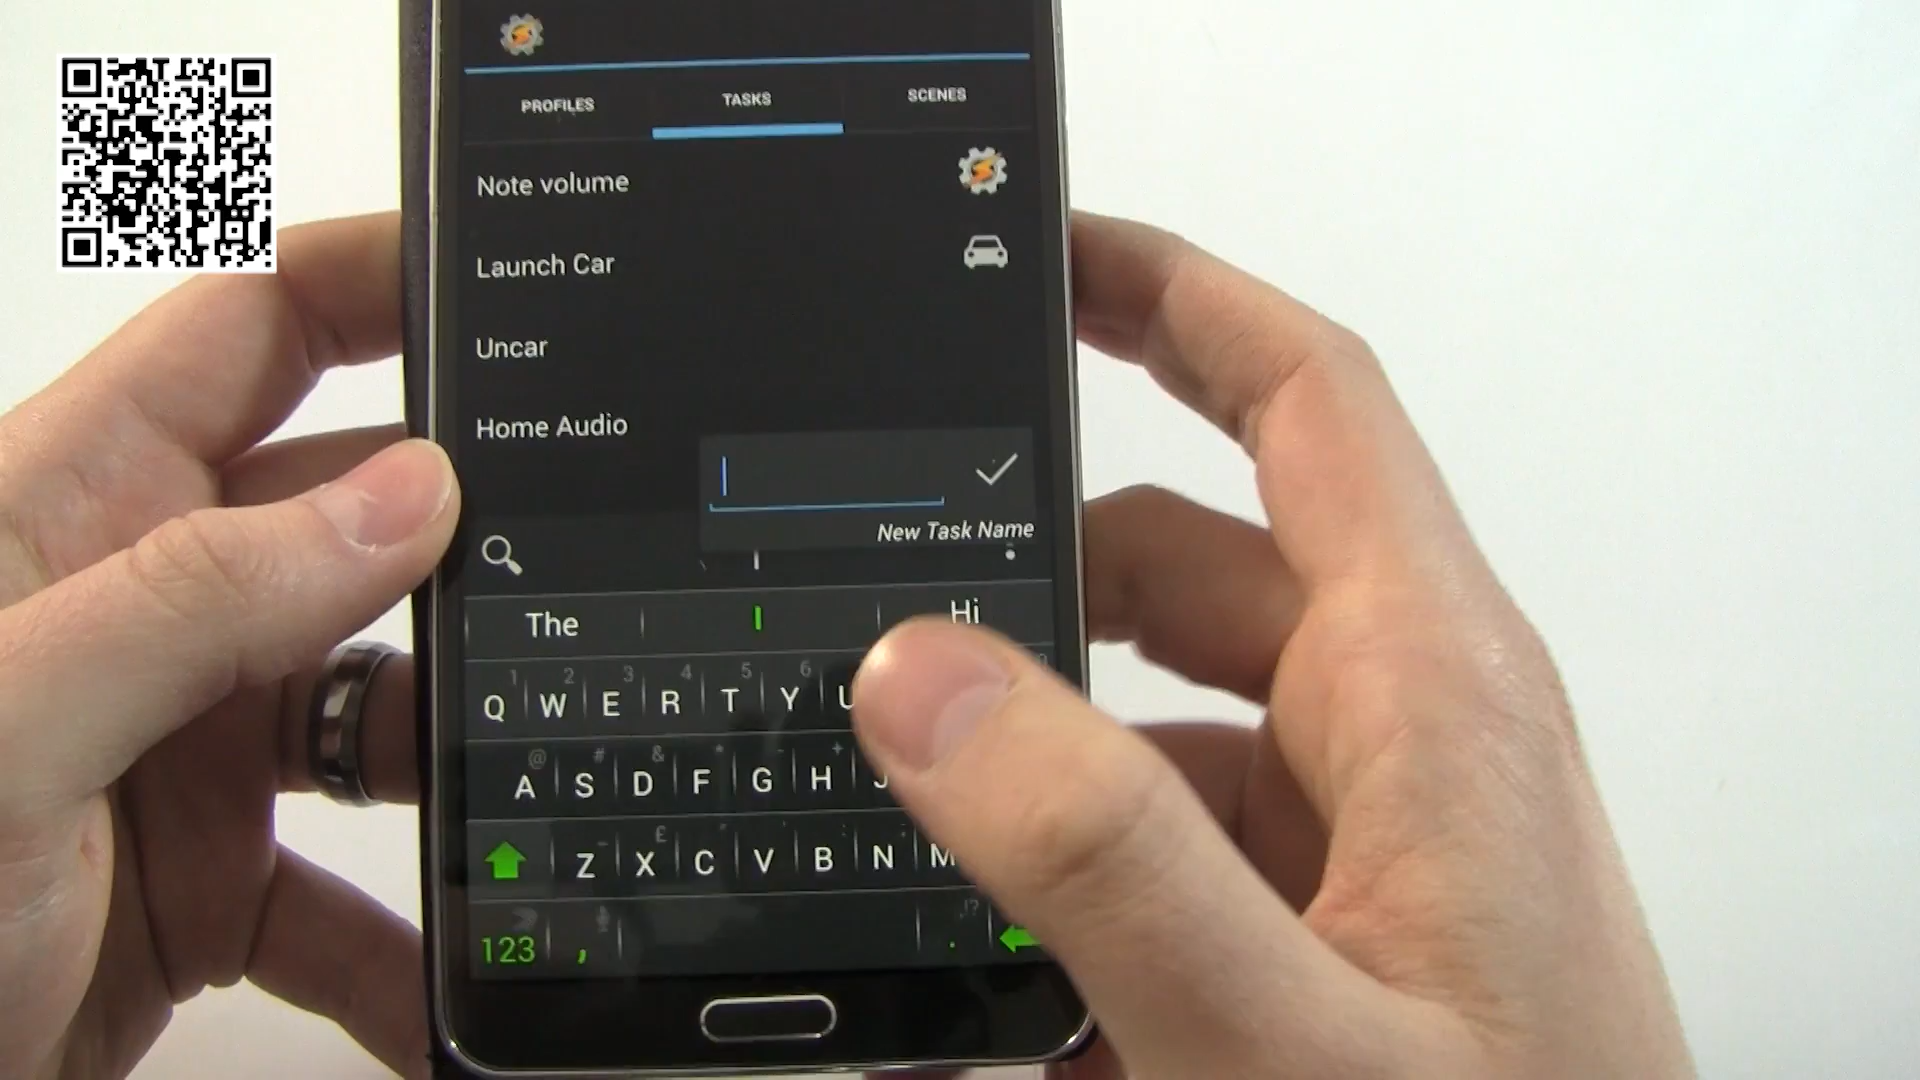 PROFILES TASKS SCENES
Note volume
Launch Car
Uncar
Home Audio
New Task Name
The I Hi
1 2 3 4 5 6
Q W E R T Y U
@ # & * - +
A S D F G H J
£
Z X C V B N M
,!?
123 , .